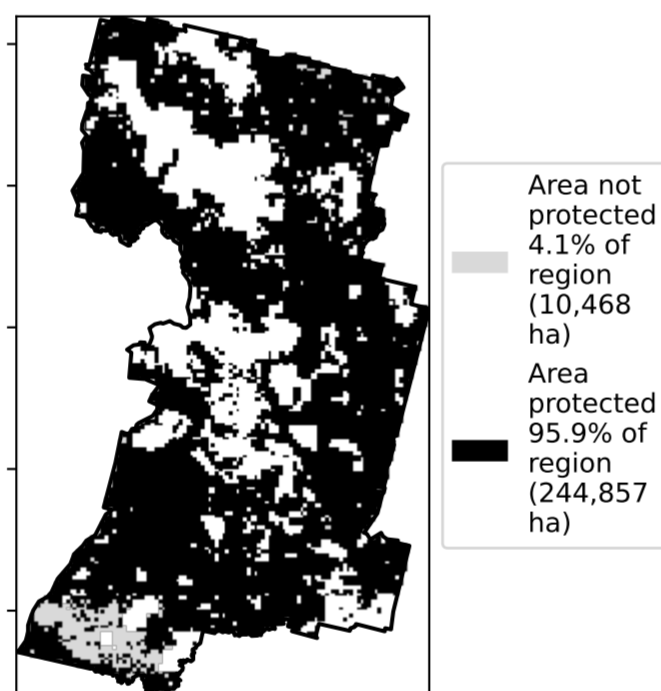 Area not
protected
4.1% of
region
(10,468
ha)
Area
protected
95.9% of
region
(244,857
ha)